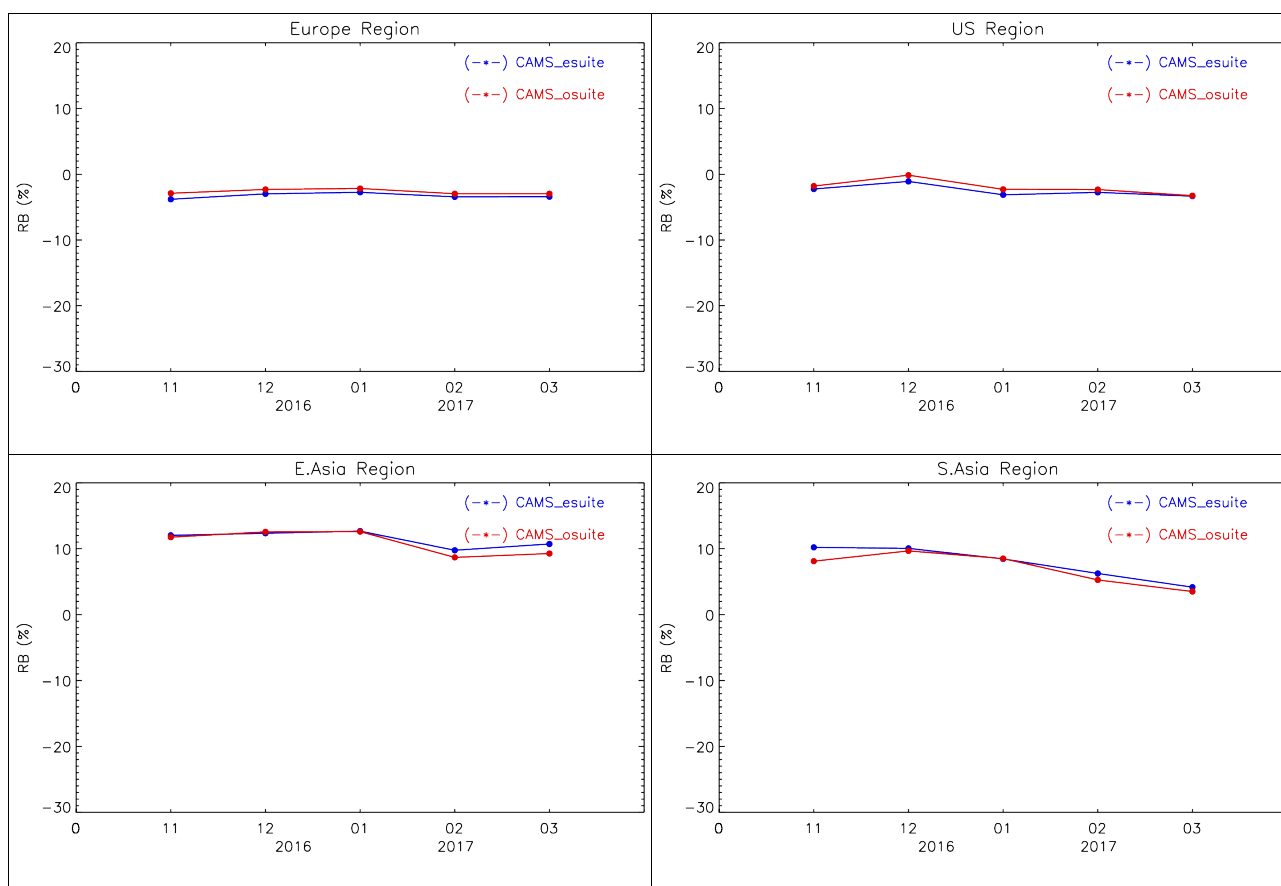 Europe Region
20
(-*-) CAMS_esuite
(-*-) CAMS_osuite
10
0
RB (%)
-10
-20
-30
0 11 12 01 02 03
2016 2017
US Region
20
(-*-) CAMS_esuite
(-*-) CAMS_osuite
10
0
RB (%)
-10
-20
-30
0 11 12 01 02 03
2016 2017
E.Asia Region
20
(-*-) CAMS_esuite
(-*-) CAMS_osuite
10
0
RB (%)
-10
-20
-30
0 11 12 01 02 03
2016 2017
S.Asia Region
20
(-*-) CAMS_esuite
(-*-) CAMS_osuite
10
0
RB (%)
-10
-20
-30
0 11 12 01 02 03
2016 2017